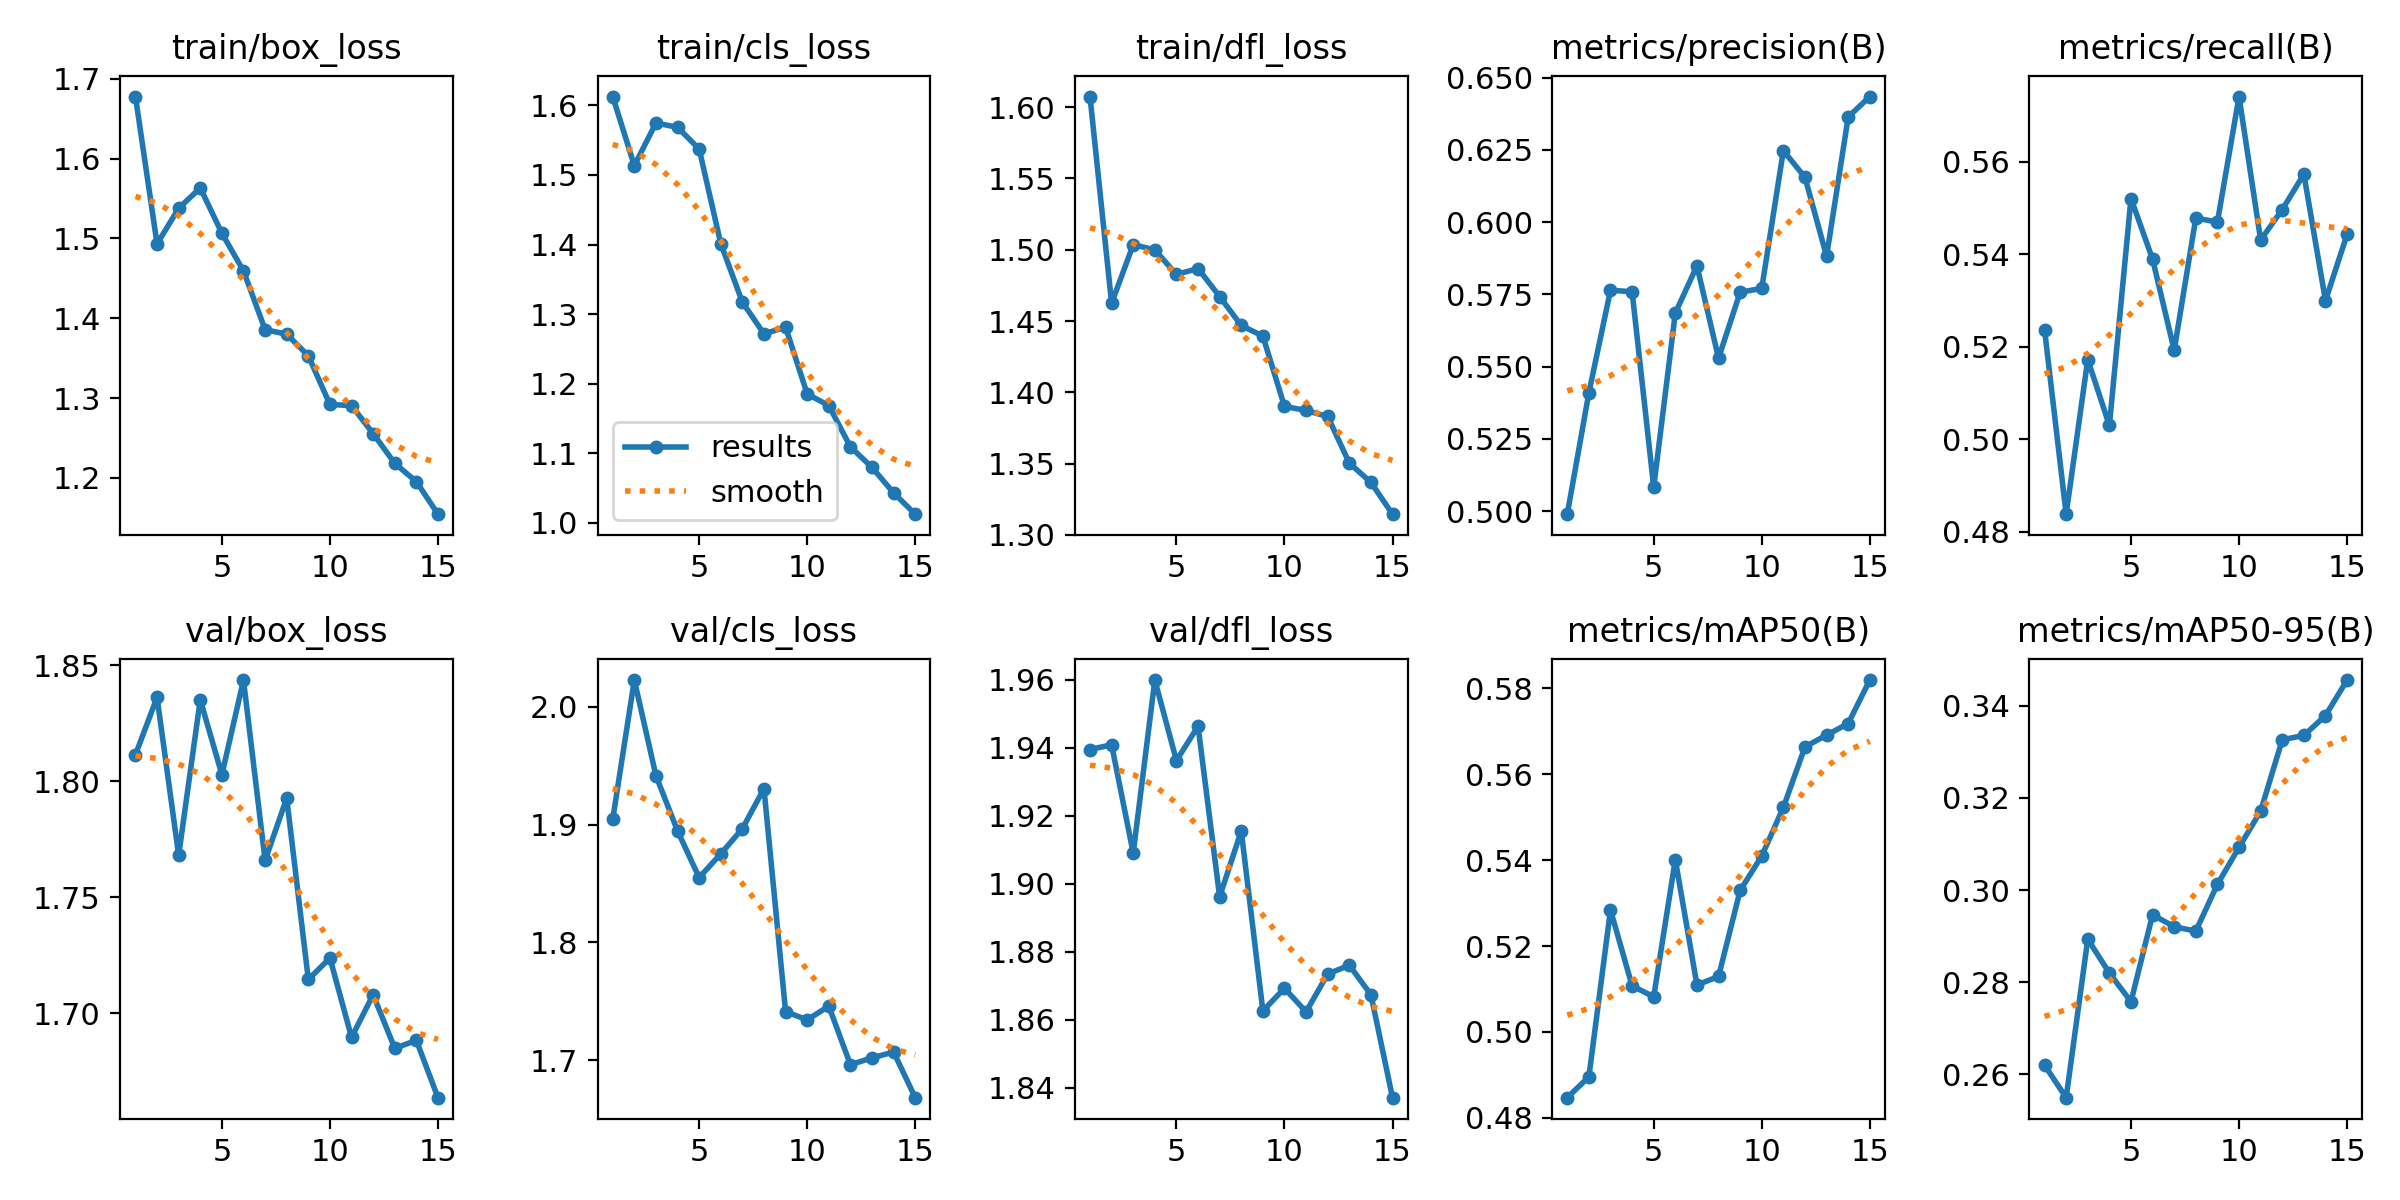 train/box_loss
1.7
1.6
1.5
1.4
1.3
1.2
5 10 15
train/cls_loss
1.6
1.5
1.4
1.3
1.2
1.1
1.0
results
smooth
5 10 15
train/dfl_loss
1.60
1.55
1.50
1.45
1.40
1.35
1.30
5 10 15
metrics/precision(B)
0.650
0.625
0.600
0.575
0.550
0.525
0.500
5 10 15
metrics/recall(B)
0.56
0.54
0.52
0.50
0.48
5 10 15
val/box_loss
1.85
1.80
1.75
1.70
5 10 15
val/cls_loss
2.0
1.9
1.8
1.7
5 10 15
val/dfl_loss
1.96
1.94
1.92
1.90
1.88
1.86
1.84
5 10 15
metrics/mAP50(B)
0.58
0.56
0.54
0.52
0.50
0.48
5 10 15
metrics/mAP50-95(B)
0.34
0.32
0.30
0.28
0.26
5 10 15